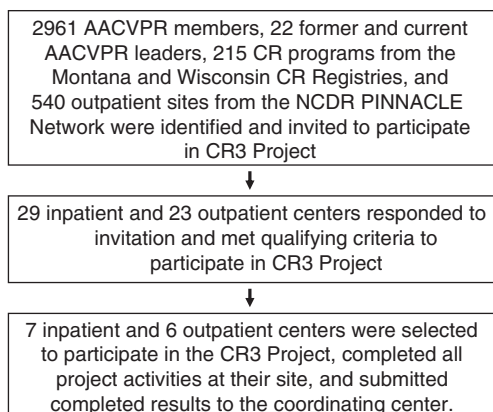 2961 AACVPR members, 22 former and current
AACVPR leaders, 215 CR programs from the
Montana and Wisconsin CR Registries, and
540 outpatient sites from the NCDR PINNACLE
Network were identified and invited to participate
in CR3 Project
29 inpatient and 23 outpatient centers responded to
invitation and met qualifying criteria to
participate in CR3 Project
7 inpatient and 6 outpatient centers were selected
to participate in the CR3 Project, completed all
project activities at their site, and submitted
completed results to the coordinating center.